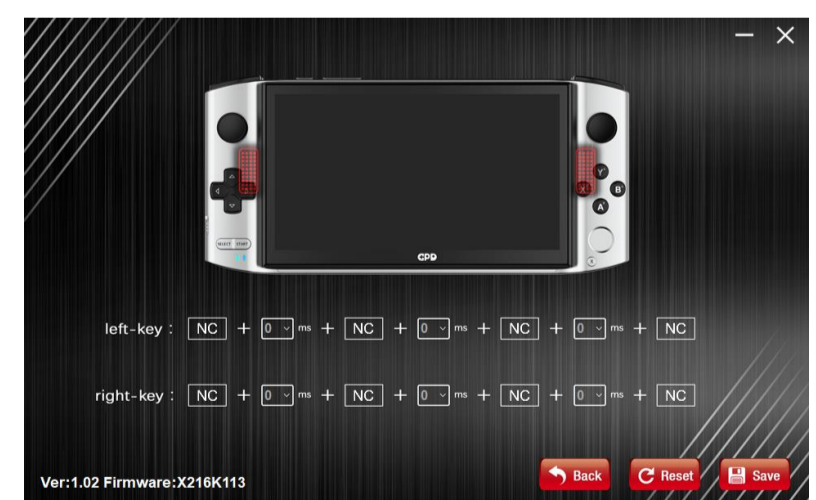 Y
X
B
A
SELECT START
GPD
left-key : NC + 0 ms + NC + 0 ms + NC + 0 ms + NC
right-key : NC + 0 ms + NC + 0 ms + NC + 0 ms + NC
Back
Reset
Save
Ver:1.02 Firmware:X216K113